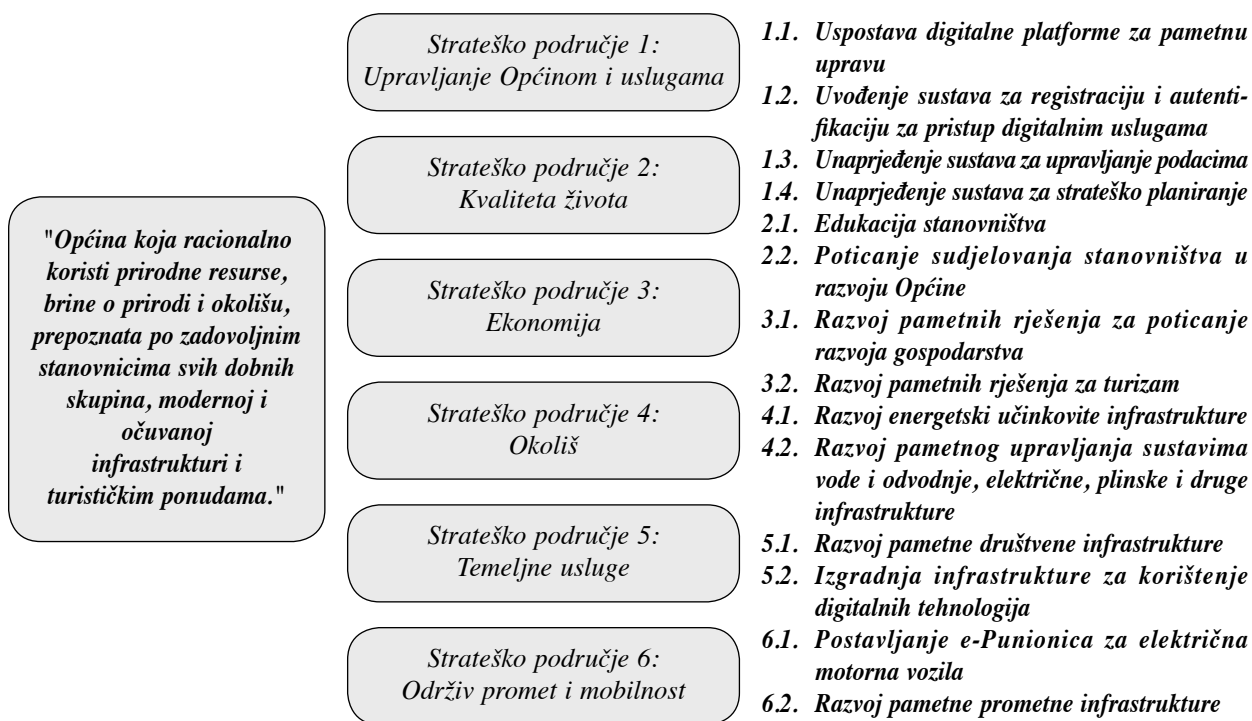 "Općina koja racionalno
koristi prirodne resurse,
brine o prirodi i okolišu,
prepoznata po zadovoljnim
stanovnicima svih dobnih
skupina, modernoj i
očuvanoj
infrastrukturi i
turističkim ponudama."
Strateško područje 1:
Upravljanje Općinom i uslugama
Strateško područje 2:
Kvaliteta života
Strateško područje 3:
Ekonomija
Strateško područje 4:
Okoliš
Strateško područje 5:
Temeljne usluge
Strateško područje 6:
Održiv promet i mobilnost
1.1. Uspostava digitalne platforme za pametnu
upravu
1.2. Uvođenje sustava za registraciju i autenti-
fikaciju za pristup digitalnim uslugama
1.3. Unaprjeđenje sustava za upravljanje podacima
1.4. Unaprjeđenje sustava za strateško planiranje
2.1. Edukacija stanovništva
2.2. Poticanje sudjelovanja stanovništva u
razvoju Općine
3.1. Razvoj pametnih rješenja za poticanje
razvoja gospodarstva
3.2. Razvoj pametnih rješenja za turizam
4.1. Razvoj energetski učinkovite infrastrukture
4.2. Razvoj pametnog upravljanja sustavima
vode i odvodnje, električne, plinske i druge
infrastrukture
5.1. Razvoj pametne društvene infrastrukture
5.2. Izgradnja infrastrukture za korištenje
digitalnih tehnologija
6.1. Postavljanje e-Punionica za električna
motorna vozila
6.2. Razvoj pametne prometne infrastrukture